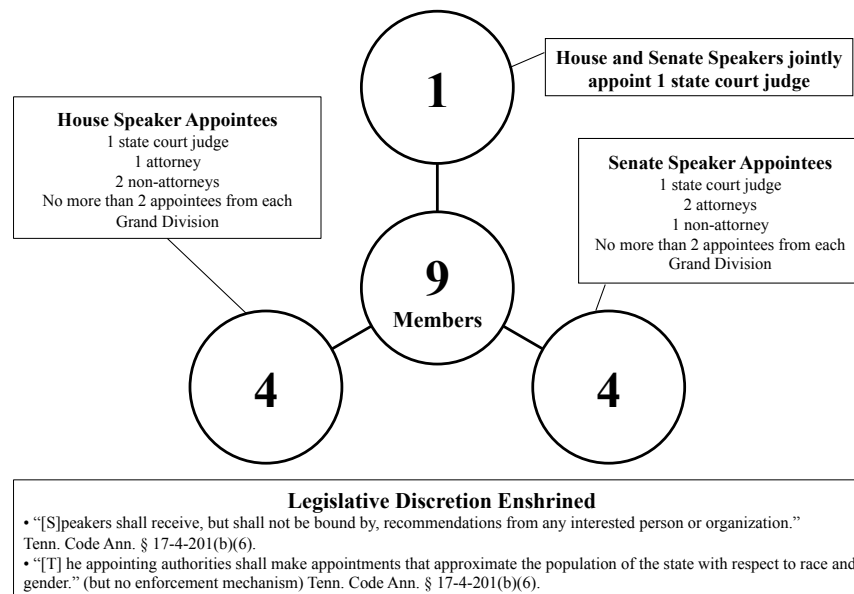 1
House and Senate Speakers jointly
appoint 1 state court judge
House Speaker Appointees
1 state court judge
1 attorney
2 non-attorneys
No more than 2 appointees from each
Grand Division
Senate Speaker Appointees
1 state court judge
2 attorneys
1 non-attorney
No more than 2 appointees from each
Grand Division
9
Members
4
4
Legislative Discretion Enshrined
• “[S]peakers shall receive, but shall not be bound by, recommendations from any interested person or organization.”
Tenn. Code Ann. § 17-4-201(b)(6).
• “[T] he appointing authorities shall make appointments that approximate the population of the state with respect to race and
gender.” (but no enforcement mechanism) Tenn. Code Ann. § 17-4-201(b)(6).